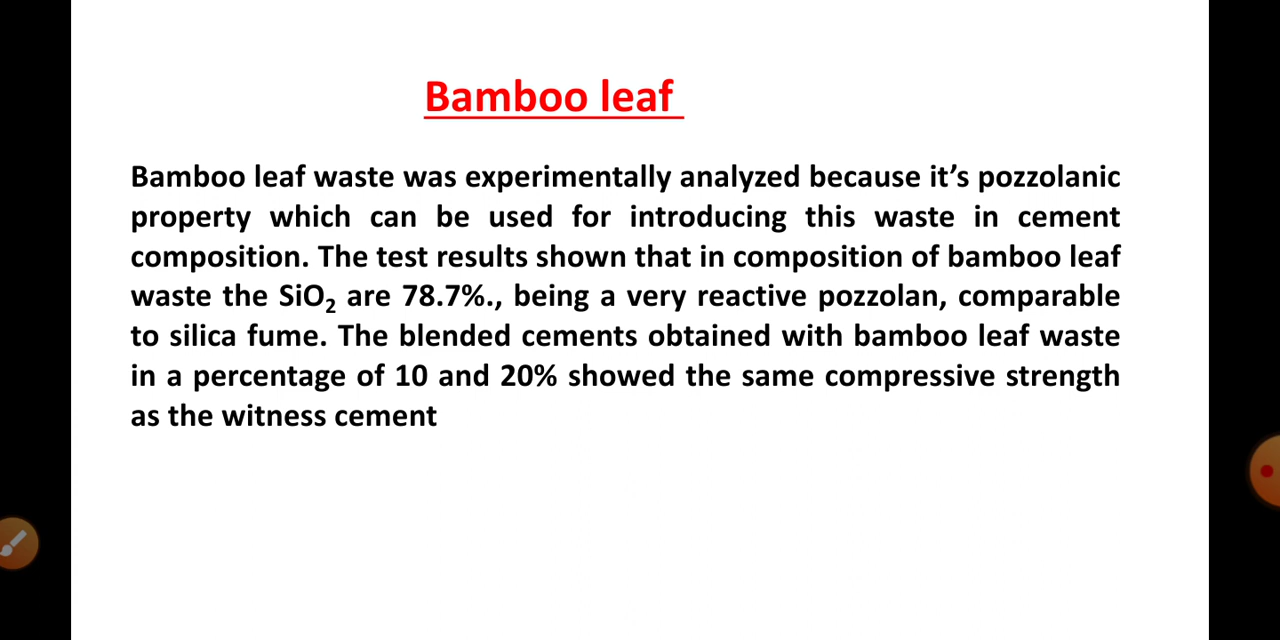 Bamboo leaf
Bamboo leaf waste was experimentally analyzed because it’s pozzolanic
property which can be used for introducing this waste in cement
composition. The test results shown that in composition of bamboo leaf
waste the SiO₂ are 78.7%., being a very reactive pozzolan, comparable
to silica fume. The blended cements obtained with bamboo leaf waste
in a percentage of 10 and 20% showed the same compressive strength
as the witness cement